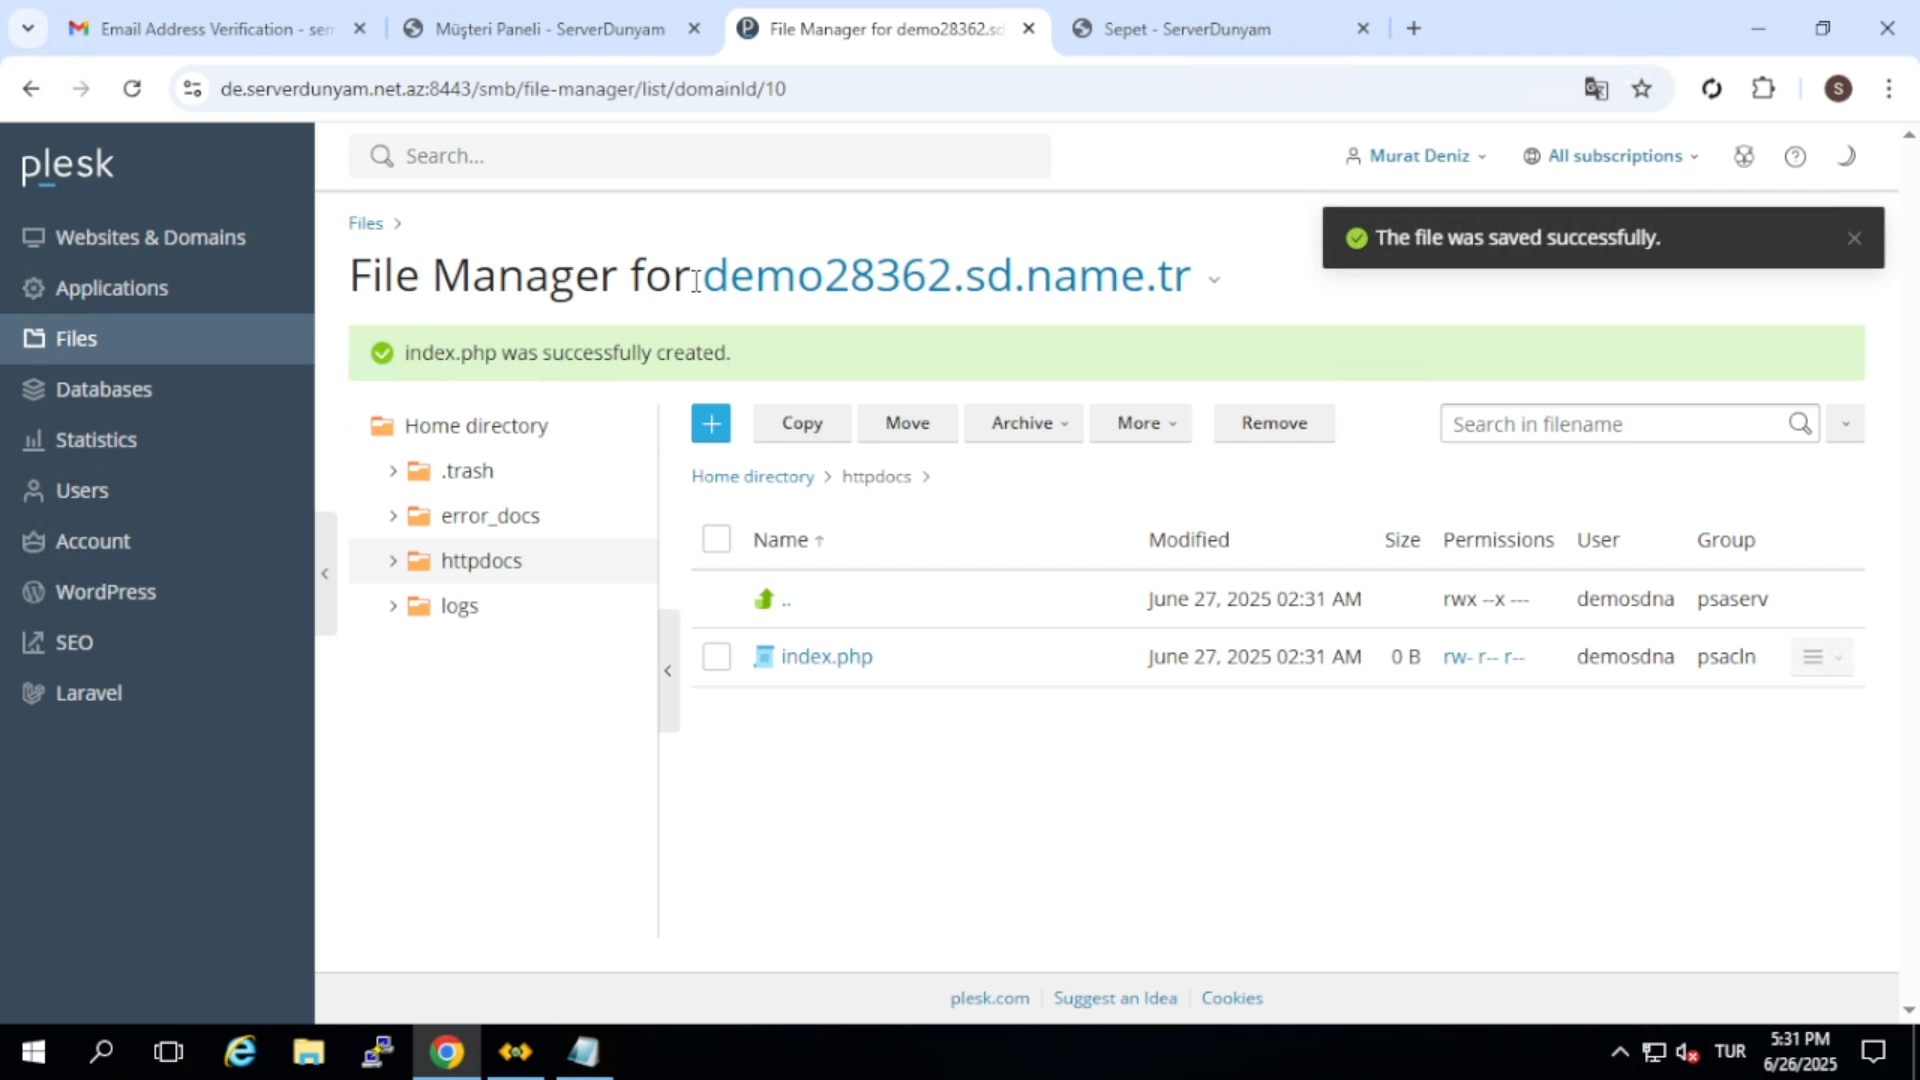 Email Address Verification - sem
Müşteri Paneli - ServerDunyam
File Manager for demo28362.sd
Sepet - ServerDunyam
de.serverdunyam.net.az:8443/smb/file-manager/list/domainId/10
S
plesk
Search...
Murat Deniz
All subscriptions
Websites & Domains
Applications
Files
Databases
Statistics
Users
Account
WordPress
SEO
Laravel
Files >
The file was saved successfully.
File Manager for demo28362.sd.name.tr
index.php was successfully created.
Home directory
.trash
error_docs
httpdocs
logs
Copy
Move
Archive
More
Remove
Search in filename
Home directory > httpdocs >
Name ↑ Modified Size Permissions User Group
.. June 27, 2025 02:31 AM rwx --x --- demosdna psaserv
index.php June 27, 2025 02:31 AM 0 B rw- r-- r-- demosdna psacln
plesk.com
Suggest an Idea
Cookies
TUR
5:31 PM
6/26/2025